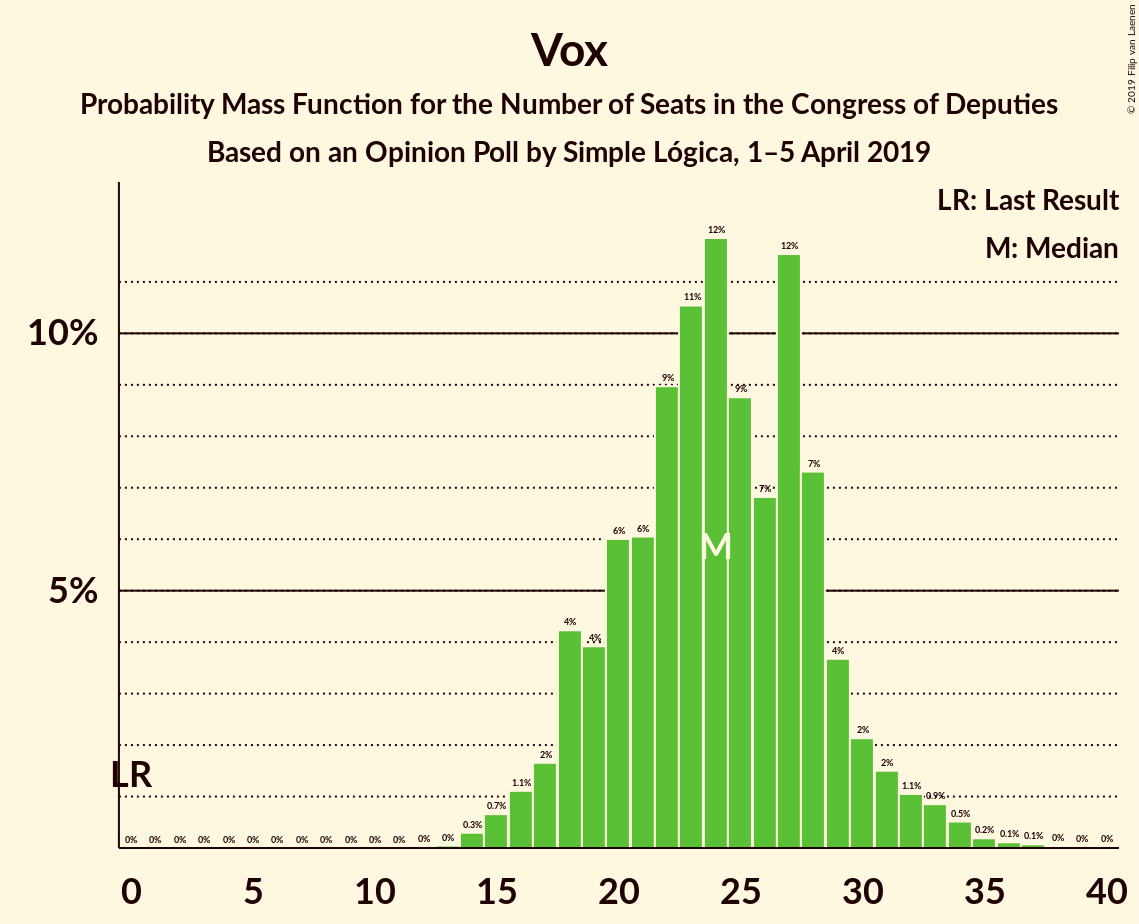 Vox
Probability Mass Function for the Number of Seats in the Congress of Deputies
Based on an Opinion Poll by Simple Lógica, 1–5 April 2019
© 2019 Filip van Laenen
LR: Last Result
M: Median
10%
5%
LR
M
0% 0% 0% 0% 0% 0% 0% 0% 0% 0% 0% 0% 0% 0% 0.3% 0.7% 1.1% 2% 4% 4% 6% 6% 9% 11% 12% 9% 7% 12% 7% 4% 2% 2% 1.1% 0.9% 0.5% 0.2% 0.1% 0.1% 0% 0% 0%
0 5 10 15 20 25 30 35 40